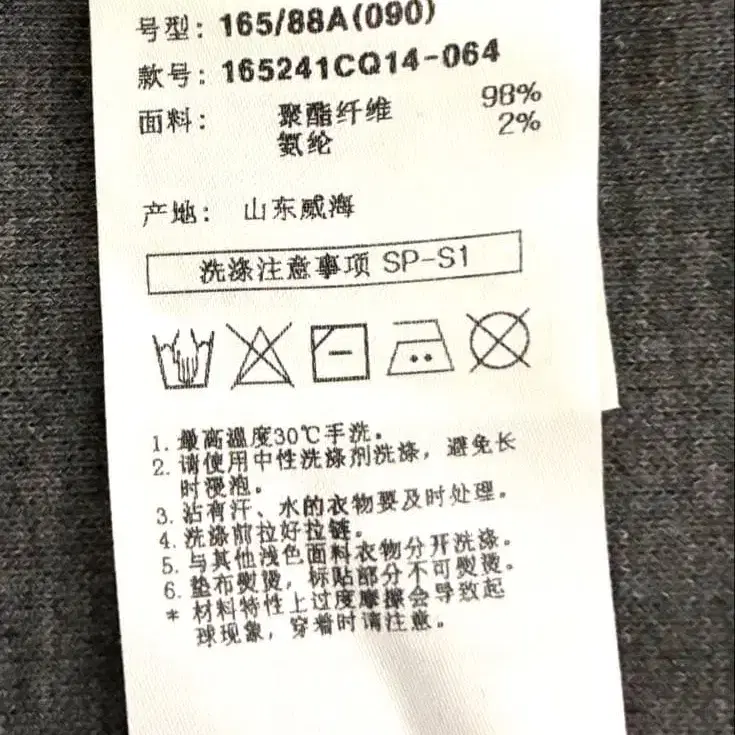 号型: 165/88A(090)
款号: 165241CQ14-064
面料: 聚酯纤维 98%
氨纶 2%
产地: 山东威海
洗涤注意事项 SP-S1
1. 最高温度30℃手洗。
2. 请使用中性洗涤剂洗涤，避免长
时浸泡。
3. 沾有汗、水的衣物要及时处理。
4. 洗涤前拉好拉链。
5. 与其他浅色面料衣物分开洗涤。
6. 垫布熨烫，标贴部分不可熨烫。
* 材料特性上过度摩擦会导致起
球现象，穿着时请注意。